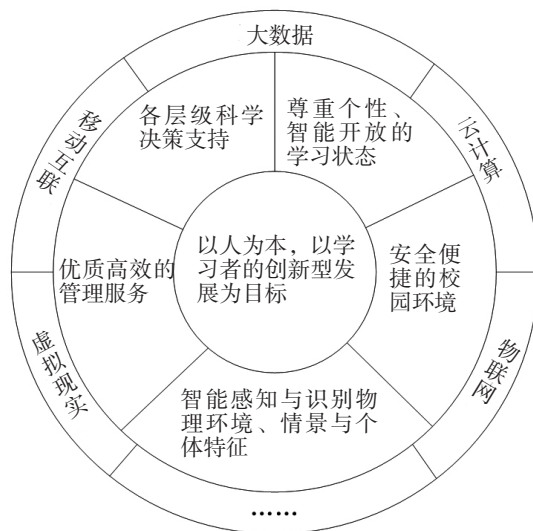 大数据
云计算
物联网
……
虚拟现实
移动互联
各层级科学
决策支持
尊重个性、
智能开放的
学习状态
安全便
捷的校
园环境
智能感知与识别物
理环境、情景与个
体特征
优质高效的
管理服务
以人为本，以学
习者的创新型发
展为目标